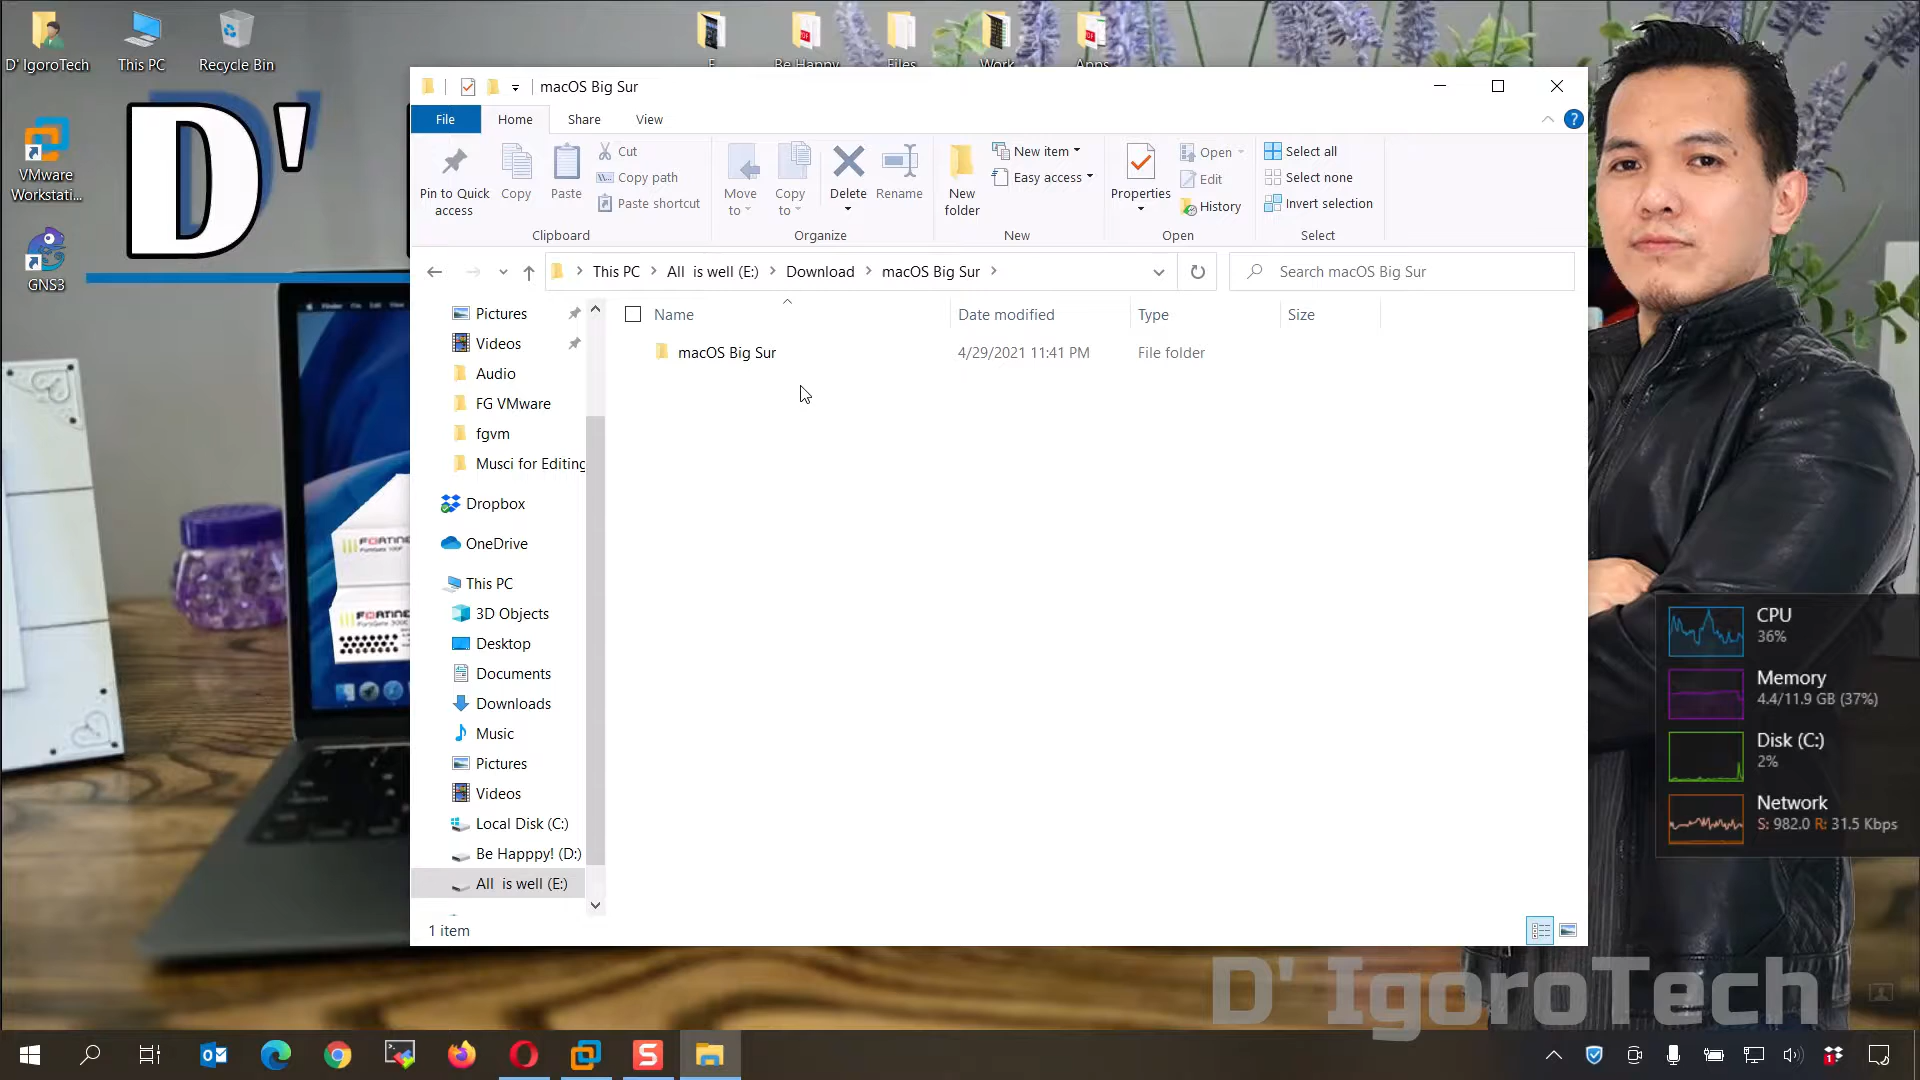 D' IgoroTech
This PC
Recycle Bin
F
Be Happy
Files
Work
Apps
VMware
Workstati...
GNS3
D'
macOS Big Sur
File
Home
Share
View
Pin to Quick
access
Copy
Paste
Cut
Copy path
Paste shortcut
Clipboard
Move
to
Copy
to
Delete
Rename
Organize
New
folder
New item
Easy access
New
Properties
Open
Edit
History
Open
Select all
Select none
Invert selection
Select
This PC
All is well (E:)
Download
macOS Big Sur
Search macOS Big Sur
Pictures
Videos
Audio
FG VMware
fgvm
Musci for Editing
Dropbox
OneDrive
This PC
3D Objects
Desktop
Documents
Downloads
Music
Pictures
Videos
Local Disk (C:)
Be Happpy! (D:)
All is well (E:)
Name
Date modified
Type
Size
macOS Big Sur
4/29/2021 11:41 PM
File folder
1 item
CPU
36%
Memory
4.4/11.9 GB (37%)
Disk (C:)
2%
Network
S: 982.0 R: 31.5 Kbps
D' IgoroTech